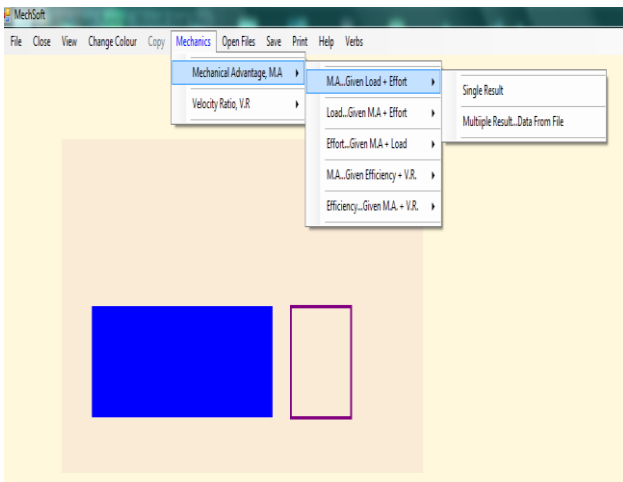 MechSoft
File Close View Change Colour Copy Mechanics Open Files Save Print Help Verbs
Mechanical Advantage, M.A
Velocity Ratio, V.R
M.A...Given Load + Effort
Load...Given M.A + Effort
Effort...Given M.A + Load
M.A...Given Efficiency + V.R.
Efficiency...Given M.A. + V.R.
Single Result
Multiiple Result...Data From File